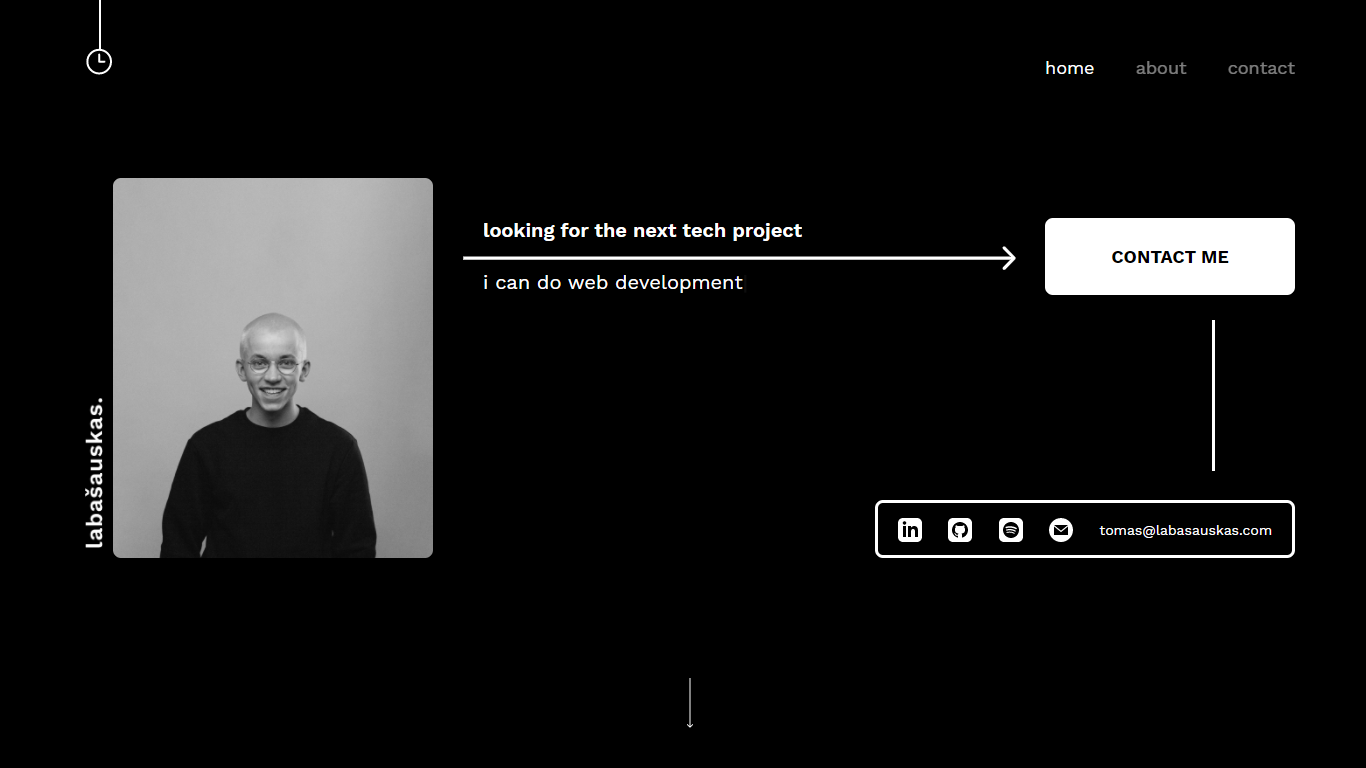 home about contact
looking for the next tech project
i can do web development
CONTACT ME
labašauskas.
in
tomas@labasauskas.com